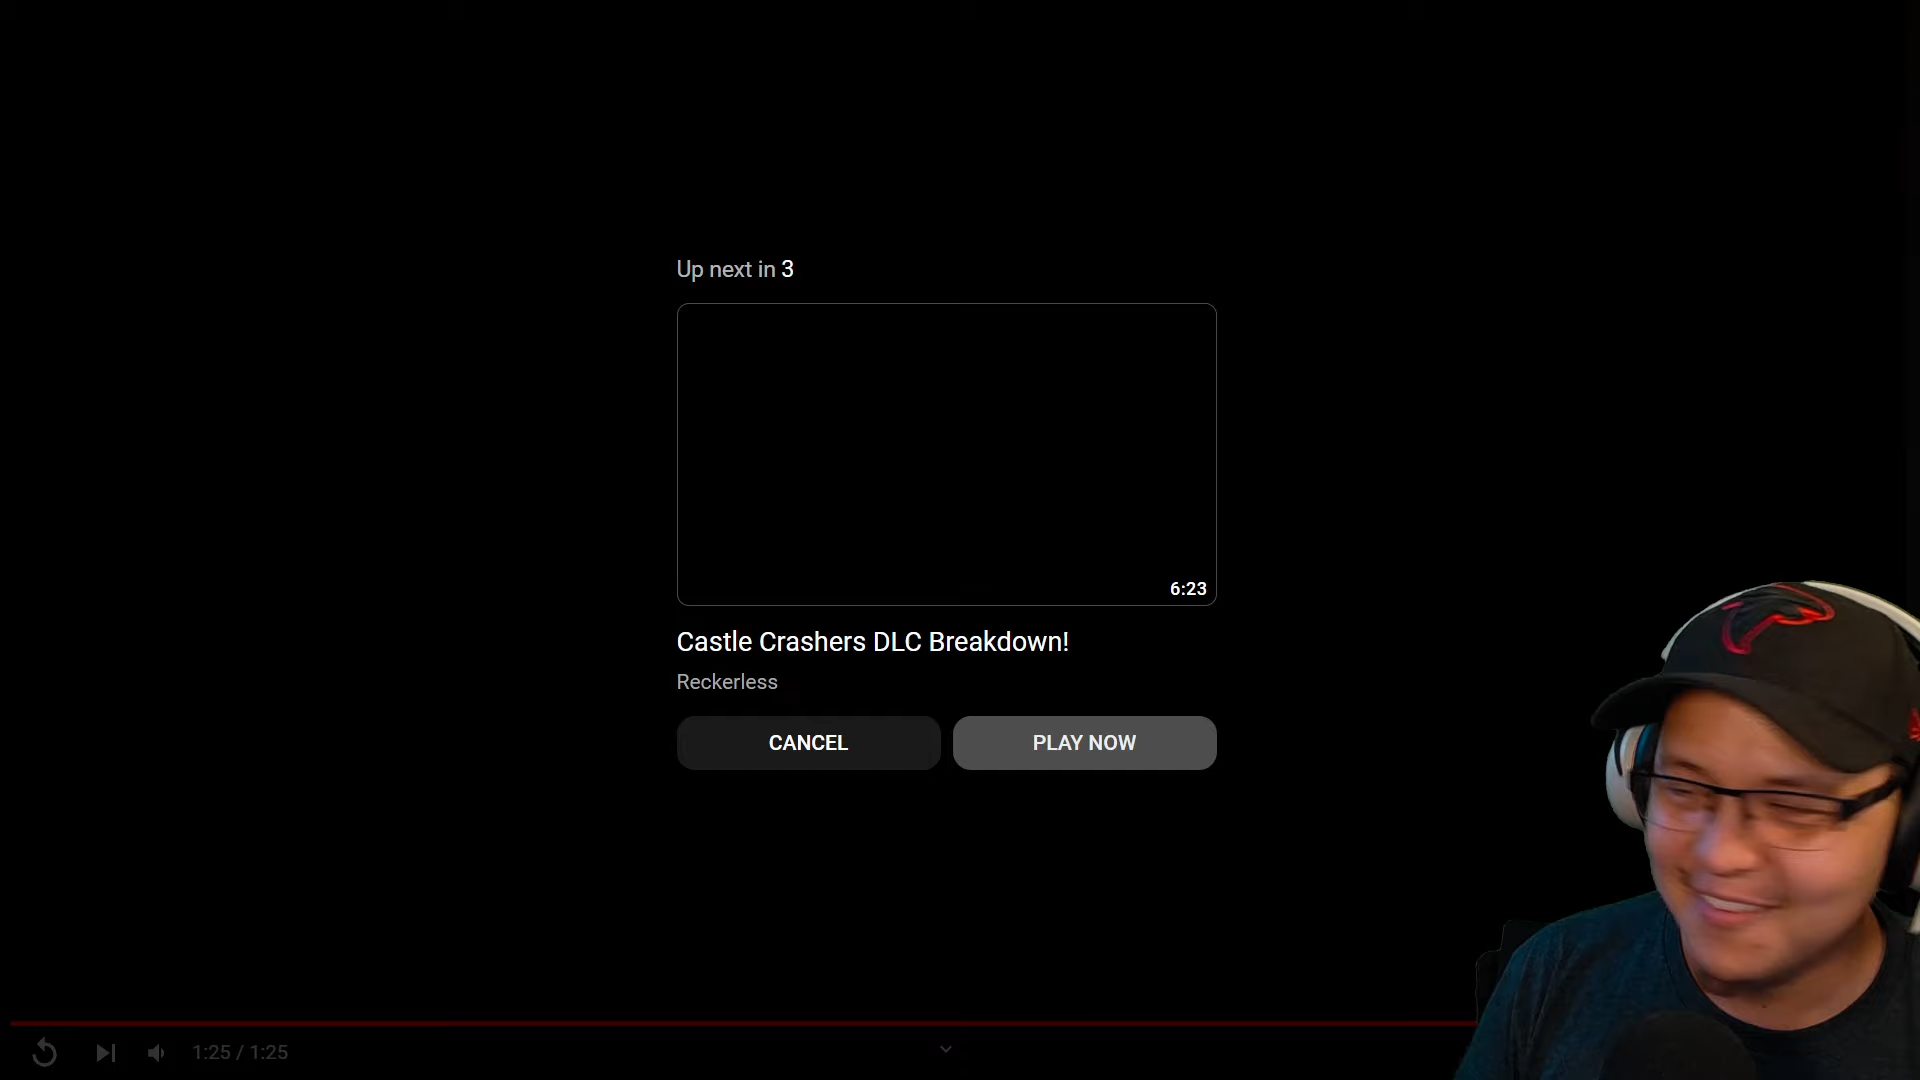 Up next in 3
6:23
Castle Crashers DLC Breakdown!
Reckerless
CANCEL
PLAY NOW
1:25 / 1:25